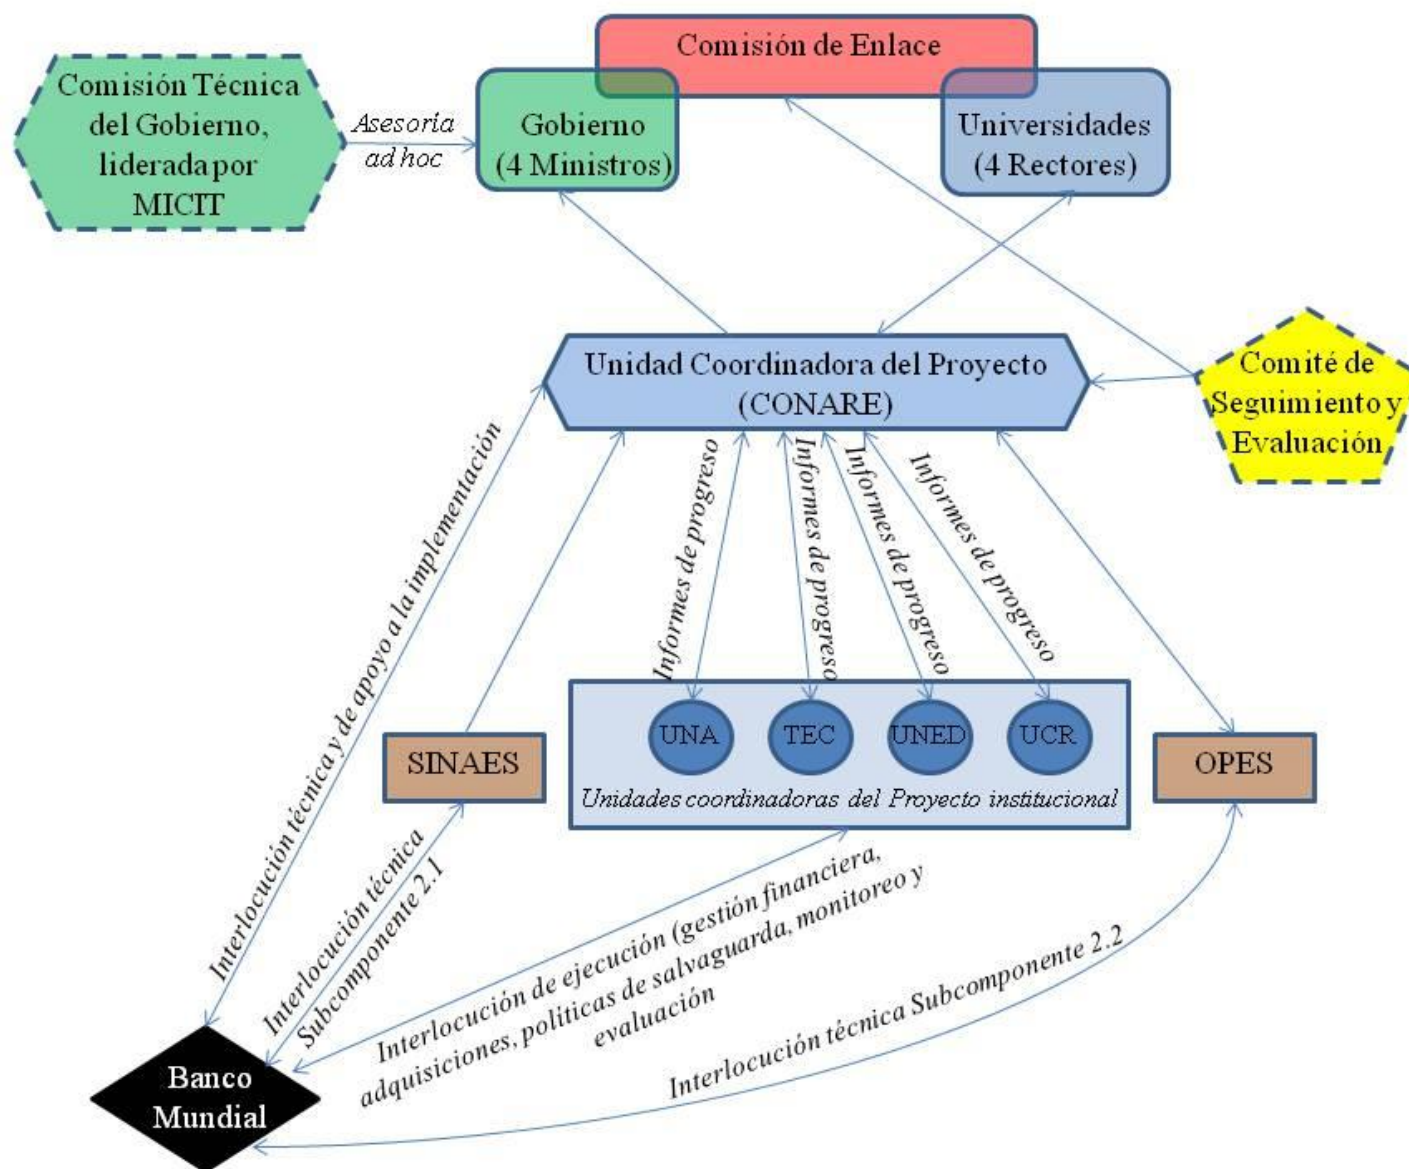 Comisión de Enlace
Comisión Técnica
del Gobierno,
liderada por
MICIT
Asesoría
ad hoc
Gobierno
(4 Ministros)
Universidades
(4 Rectores)
Unidad Coordinadora del Proyecto
(CONARE)
Comité de
Seguimiento y
Evaluación
Interlocución técnica y de apoyo a la implementación
Informes de progreso
Informes de progreso
Informes de progreso
Informes de progreso
SINAES
UNA
TEC
UNED
UCR
Unidades coordinadoras del Proyecto institucional
OPES
Interlocución técnica
Subcomponente 2.1
Interlocución de ejecución (gestión financiera,
adquisiciones, políticas de salvaguarda, monitoreo y
evaluación
Interlocución técnica Subcomponente 2.2
Banco
Mundial